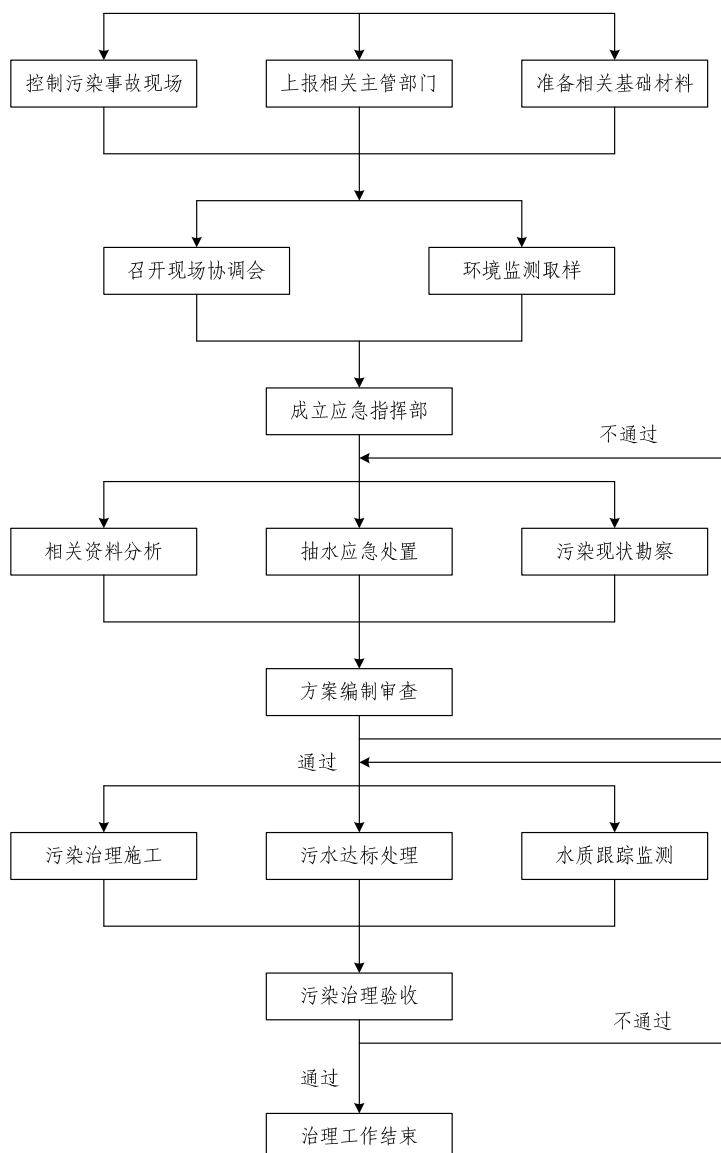 控制污染事故现场
上报相关主管部门
准备相关基础材料
召开现场协调会
环境监测取样
成立应急指挥部
不通过
相关资料分析
抽水应急处置
污染现状勘察
方案编制审查
通过
污染治理施工
污水达标处理
水质跟踪监测
污染治理验收
不通过
通过
治理工作结束